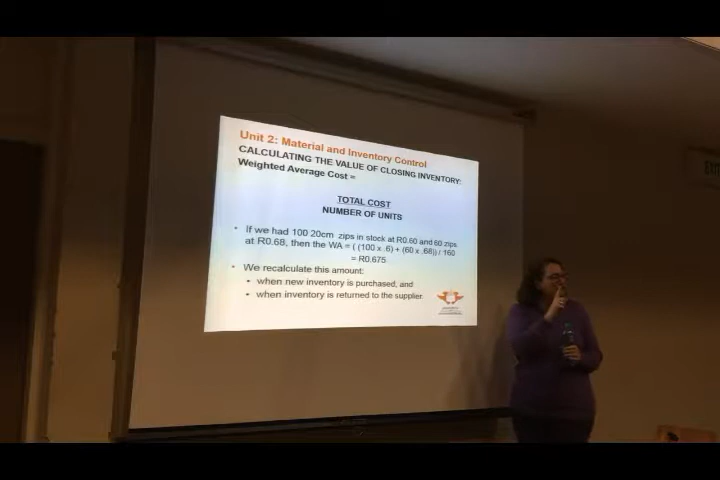 Unit 2: Material and Inventory Control
CALCULATING THE VALUE OF CLOSING INVENTORY:
Weighted Average Cost =
TOTAL COST
NUMBER OF UNITS
• If we had 100 20cm zips in stock at R0.60 and 60 zips
at R0.68, then the WA = ( (100 x .6) + (60 x .68)) / 160
= R0.675
• We recalculate this amount:
• when new inventory is purchased, and
• when inventory is returned to the supplier